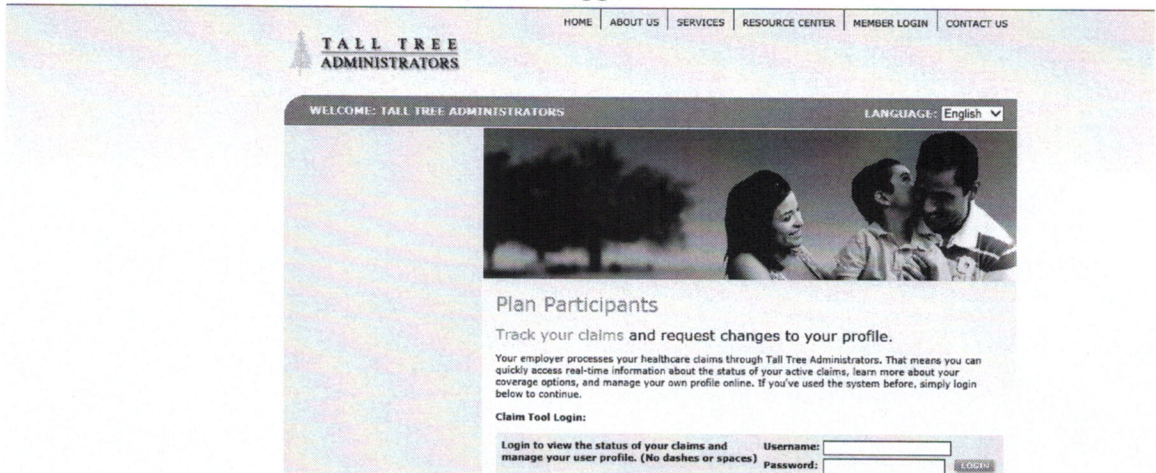 HOME ABOUT US SERVICES RESOURCE CENTER MEMBER LOGIN CONTACT US
TALL TREE
ADMINISTRATORS
WELCOME: TALL TREE ADMINISTRATORS LANGUAGE: English
Plan Participants
Track your claims and request changes to your profile.
Your employer processes your healthcare claims through Tall Tree Administrators. That means you can
quickly access real-time information about the status of your active claims, learn more about your
coverage options, and manage your own profile online. If you've used the system before, simply login
below to continue.
Claim Tool Login:
Login to view the status of your claims and Username:
manage your user profile. (No dashes or spaces) Password: LOGIN